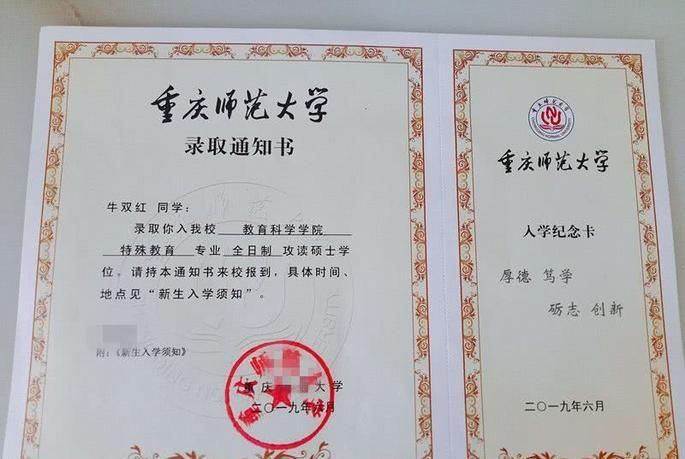 重庆师范大学
录取通知书
牛双红 同学：
录取你入我校 教育科学学院
特殊教育 专业 全日制 攻读硕士学
位。请持本通知书来校报到，具体时间、
地点见“新生入学须知”。
附：《新生入学须知》
重庆 大学
二〇一九年六月
重庆师范大学
入学纪念卡
厚德 笃学
砺志 创新
二〇一九年六月